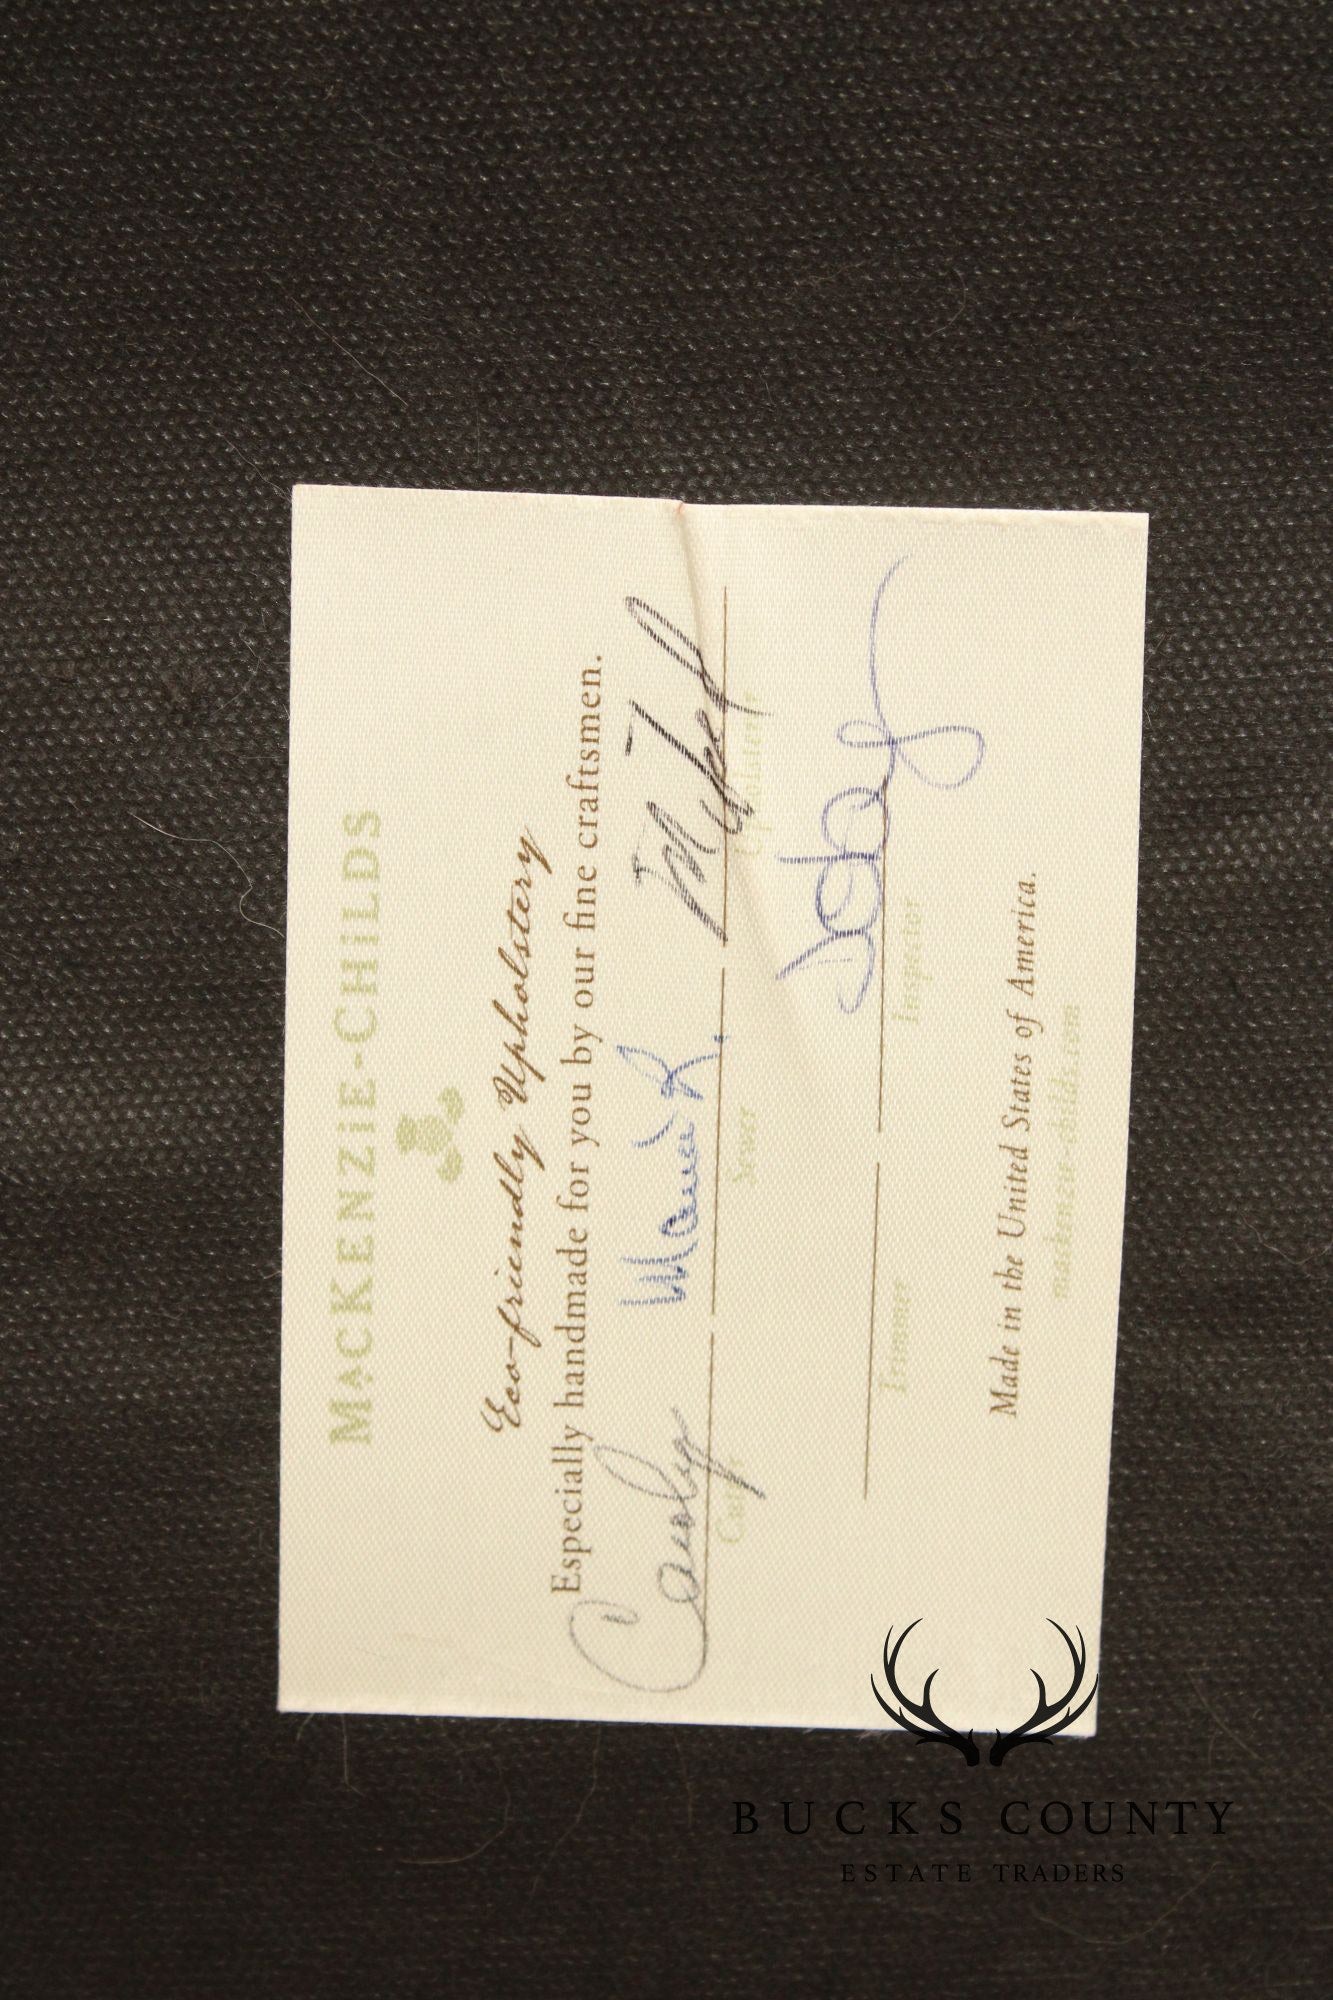 MACKENZIE-CHILDS
Eco-friendly Upholstery
Especially handmade for you by our fine craftsmen.
Carolyn
Cutter Sewer Upholsterer
Trimmer Inspector
Made in the United States of America.
mackenzie-childs.com
BUCKS COUNTY
ESTATE TRADERS